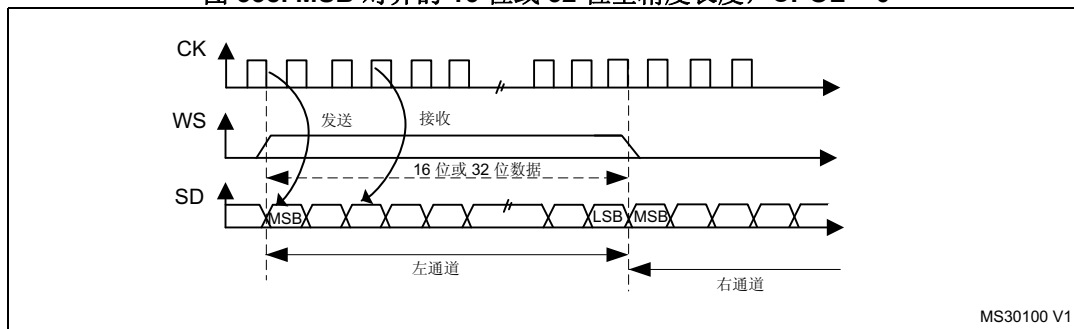 CK
WS
发送
接收
16 位或 32 位数据
SD
MSB
LSB
MSB
左通道
右通道
MS30100 V1